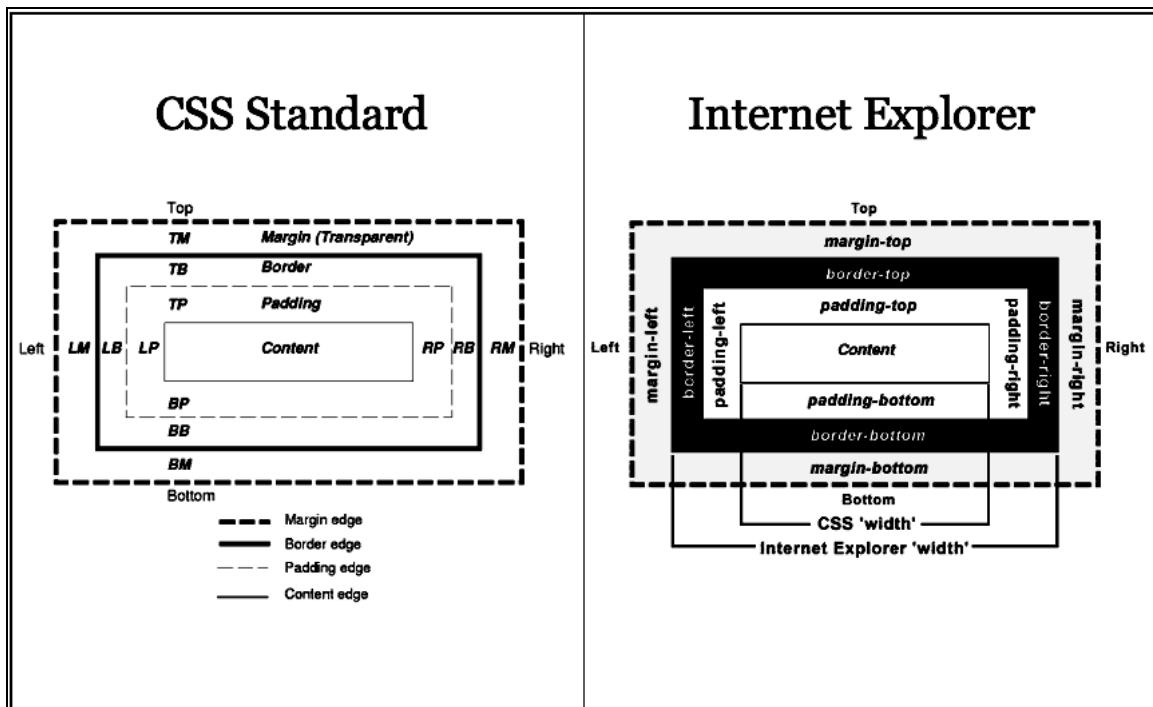 CSS Standard
Top
TM Margin (Transparent)
TB Border
TP Padding
Left LM LB LP Content RP RB RM Right
BP
BB
BM
Bottom
Margin edge
Border edge
Padding edge
Content edge
Internet Explorer
Top
margin-top
border-top
padding-top
Left margin-left border-left padding-left Content padding-right border-right margin-right Right
padding-bottom
border-bottom
margin-bottom
Bottom
CSS 'width'
Internet Explorer 'width'